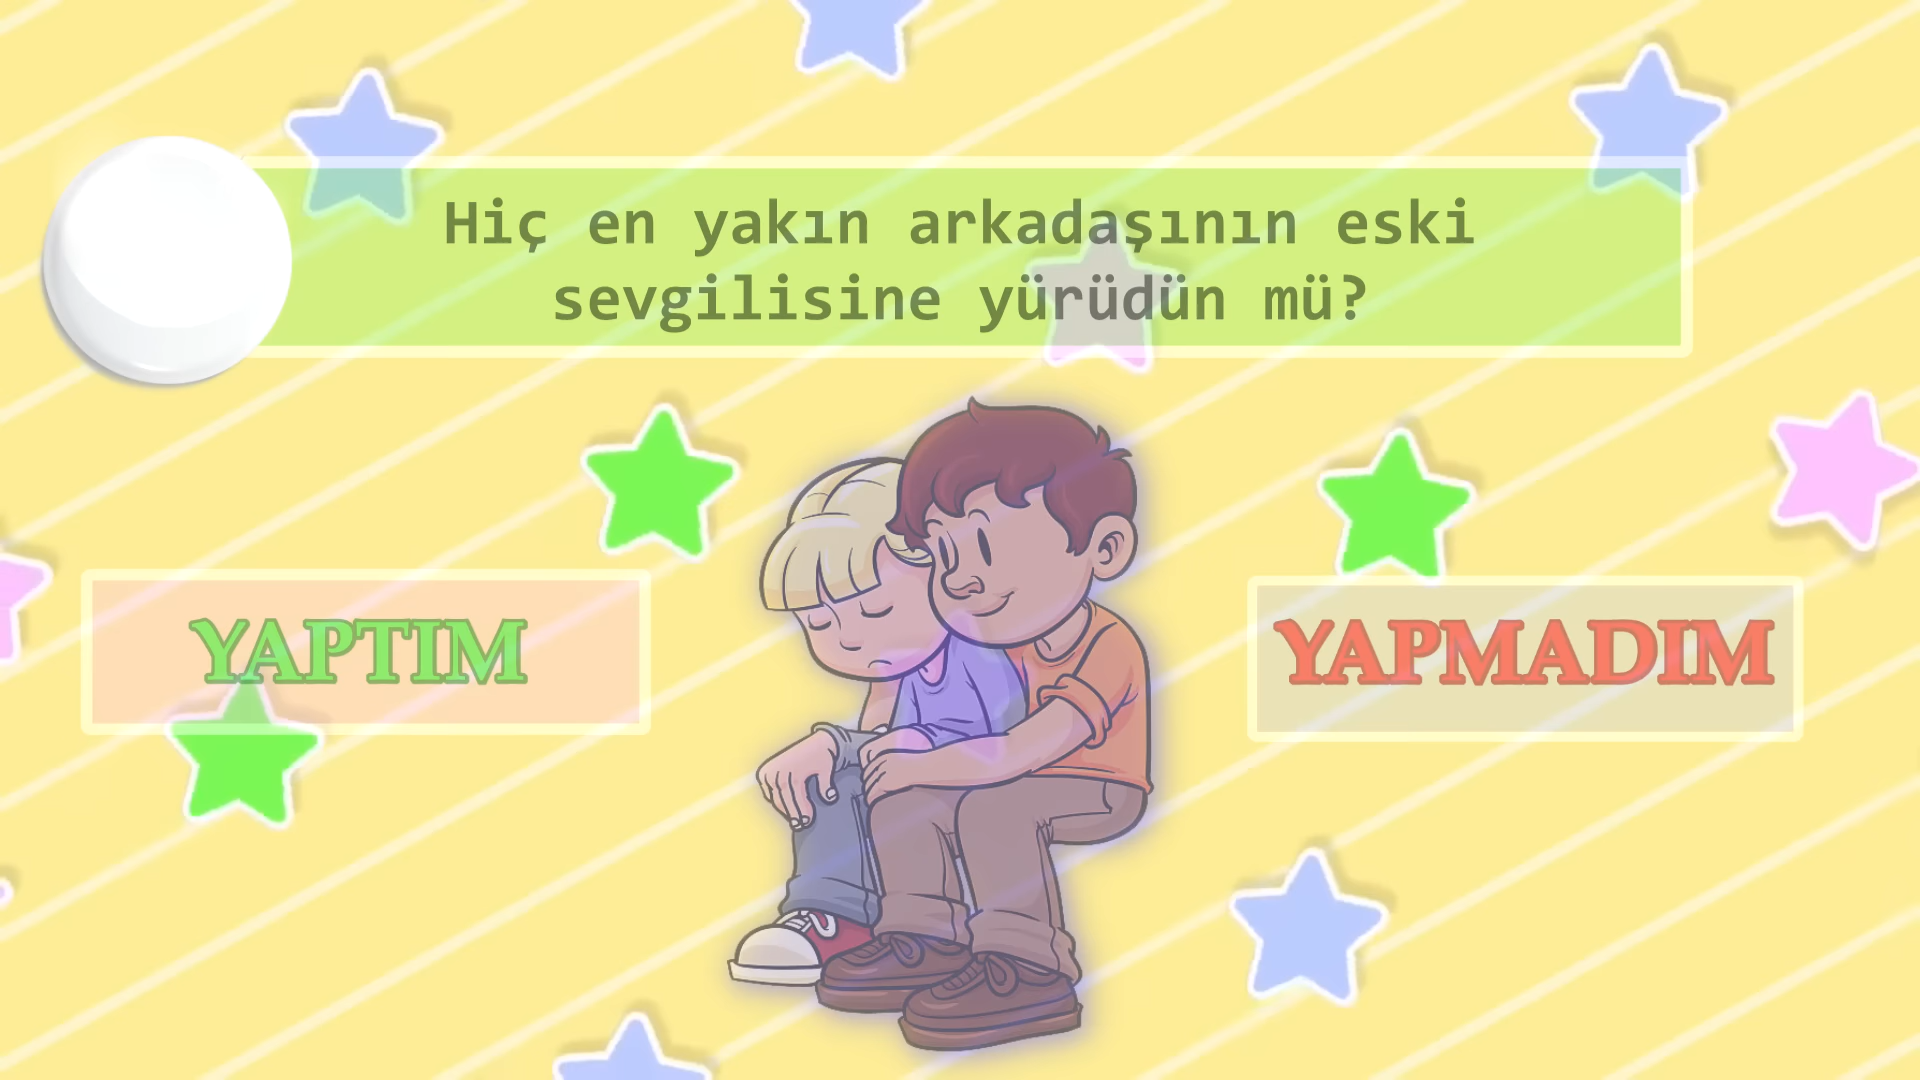 Hiç en yakın arkadaşının eski
sevgilisine yürüdün mü?
YAPTIM
YAPMADIM